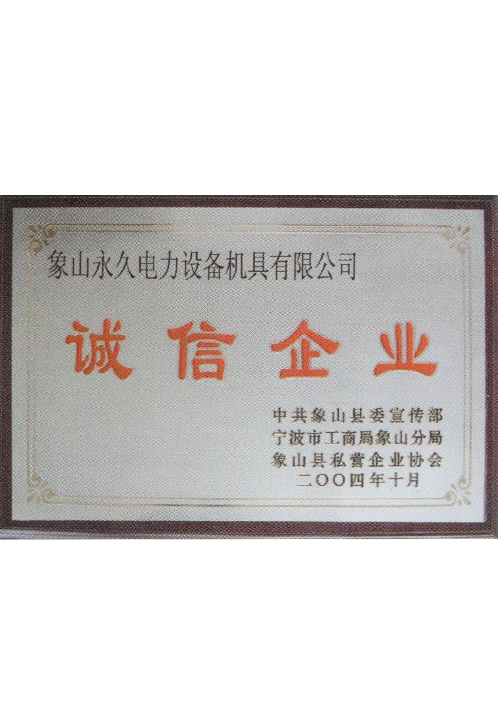 象山永久电力设备机具有限公司
诚信企业
中共象山县委宣传部
宁波市工商局象山分局
象山县私营企业协会
二〇〇四年十月